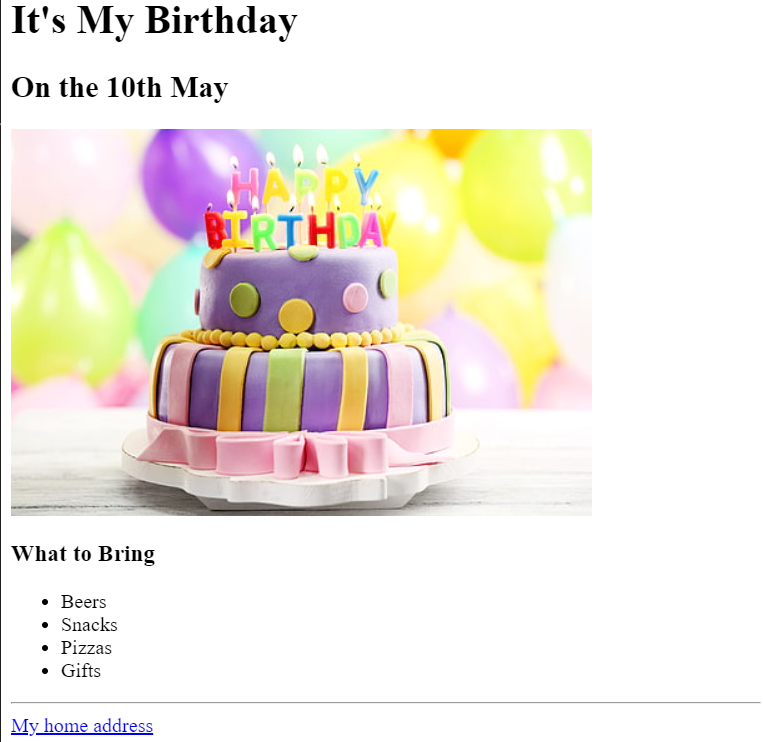 It's My Birthday
On the 10th May
HAPPY
BIRTHDAY
What to Bring
Beers
Snacks
Pizzas
Gifts
My home address